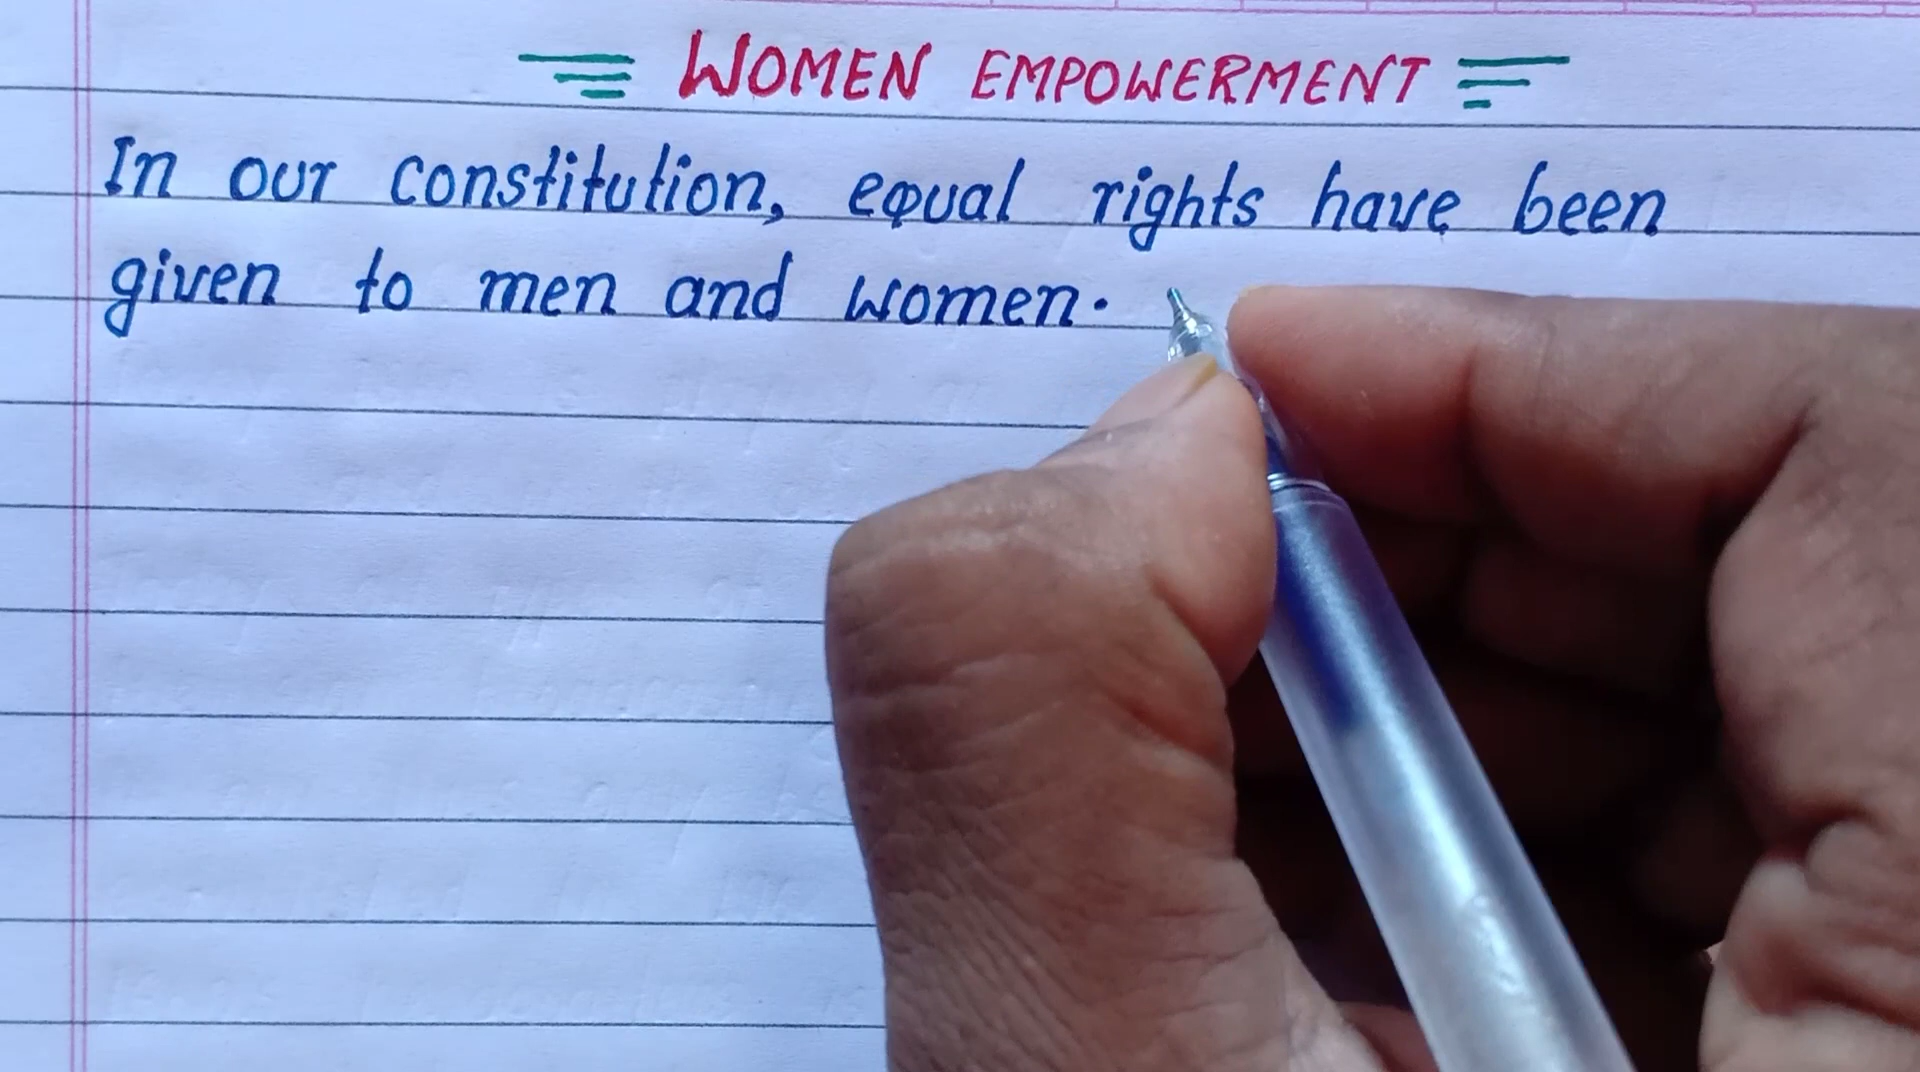 WOMEN EMPOWERMENT
In our constitution, equal rights have been
given to men and women.